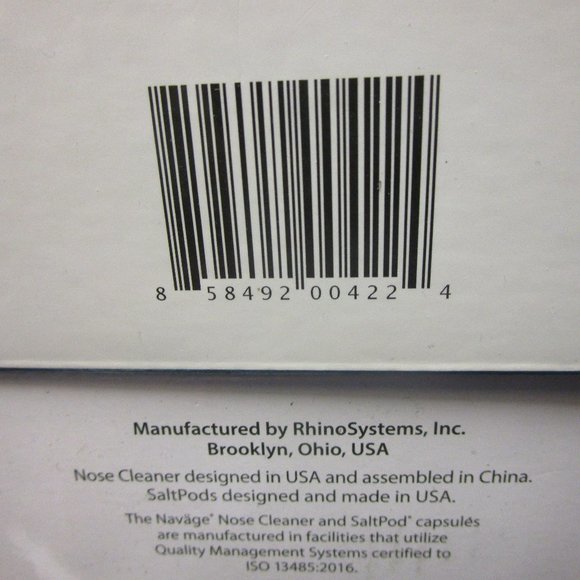 8 58492 00422 4
Manufactured by RhinoSystems, Inc.
Brooklyn, Ohio, USA
Nose Cleaner designed in USA and assembled in China.
SaltPods designed and made in USA.
The Naväge® Nose Cleaner and SaltPod® capsules
are manufactured in facilities that utilize
Quality Management Systems certified to
ISO 13485:2016.